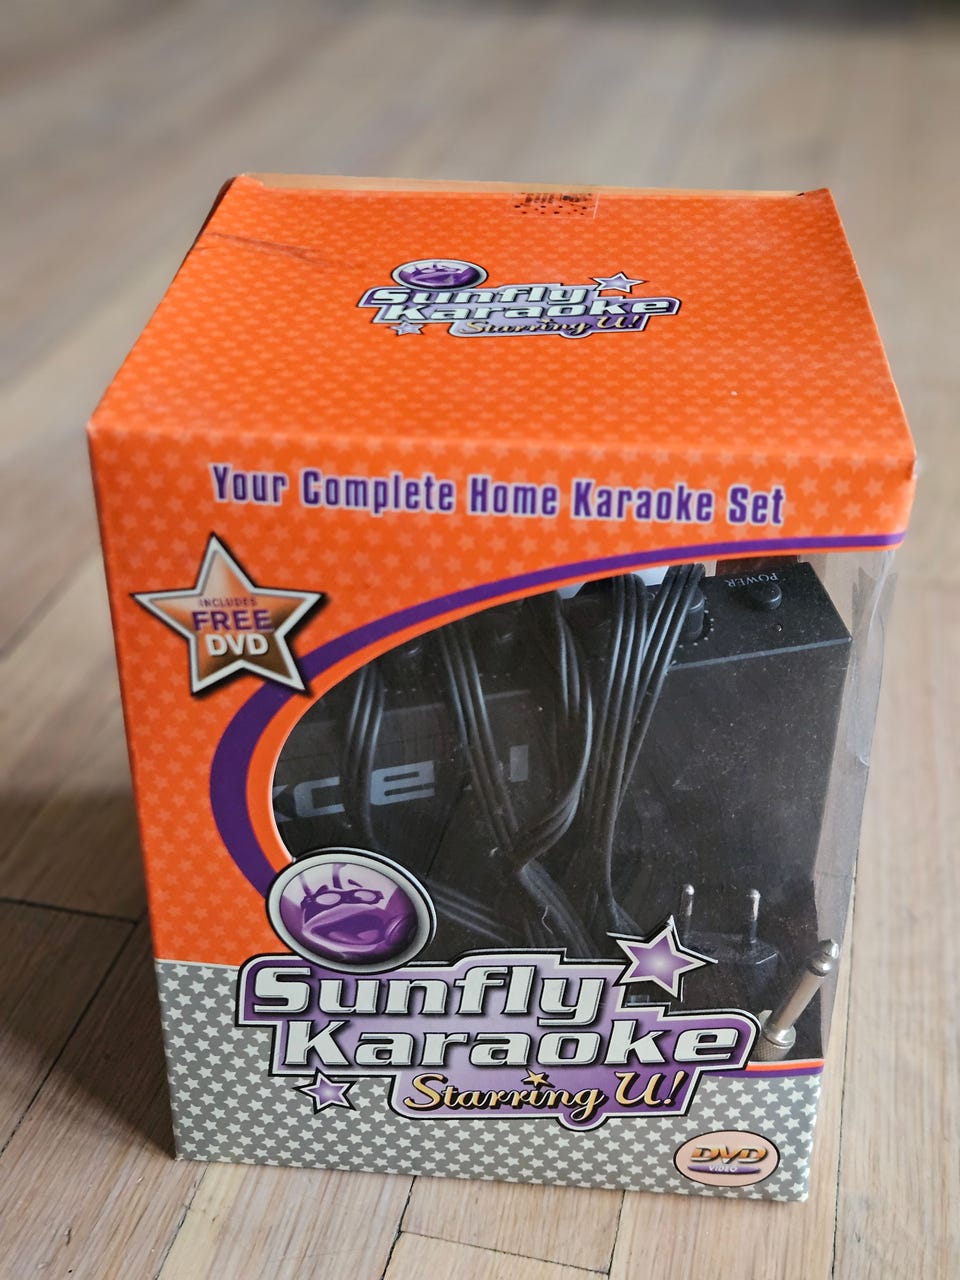 Sunfly
Karaoke
Starring U!
Your Complete Home Karaoke Set
INCLUDES
FREE
DVD
POWER
Sunfly
Karaoke
Starring U!
DVD
VIDEO